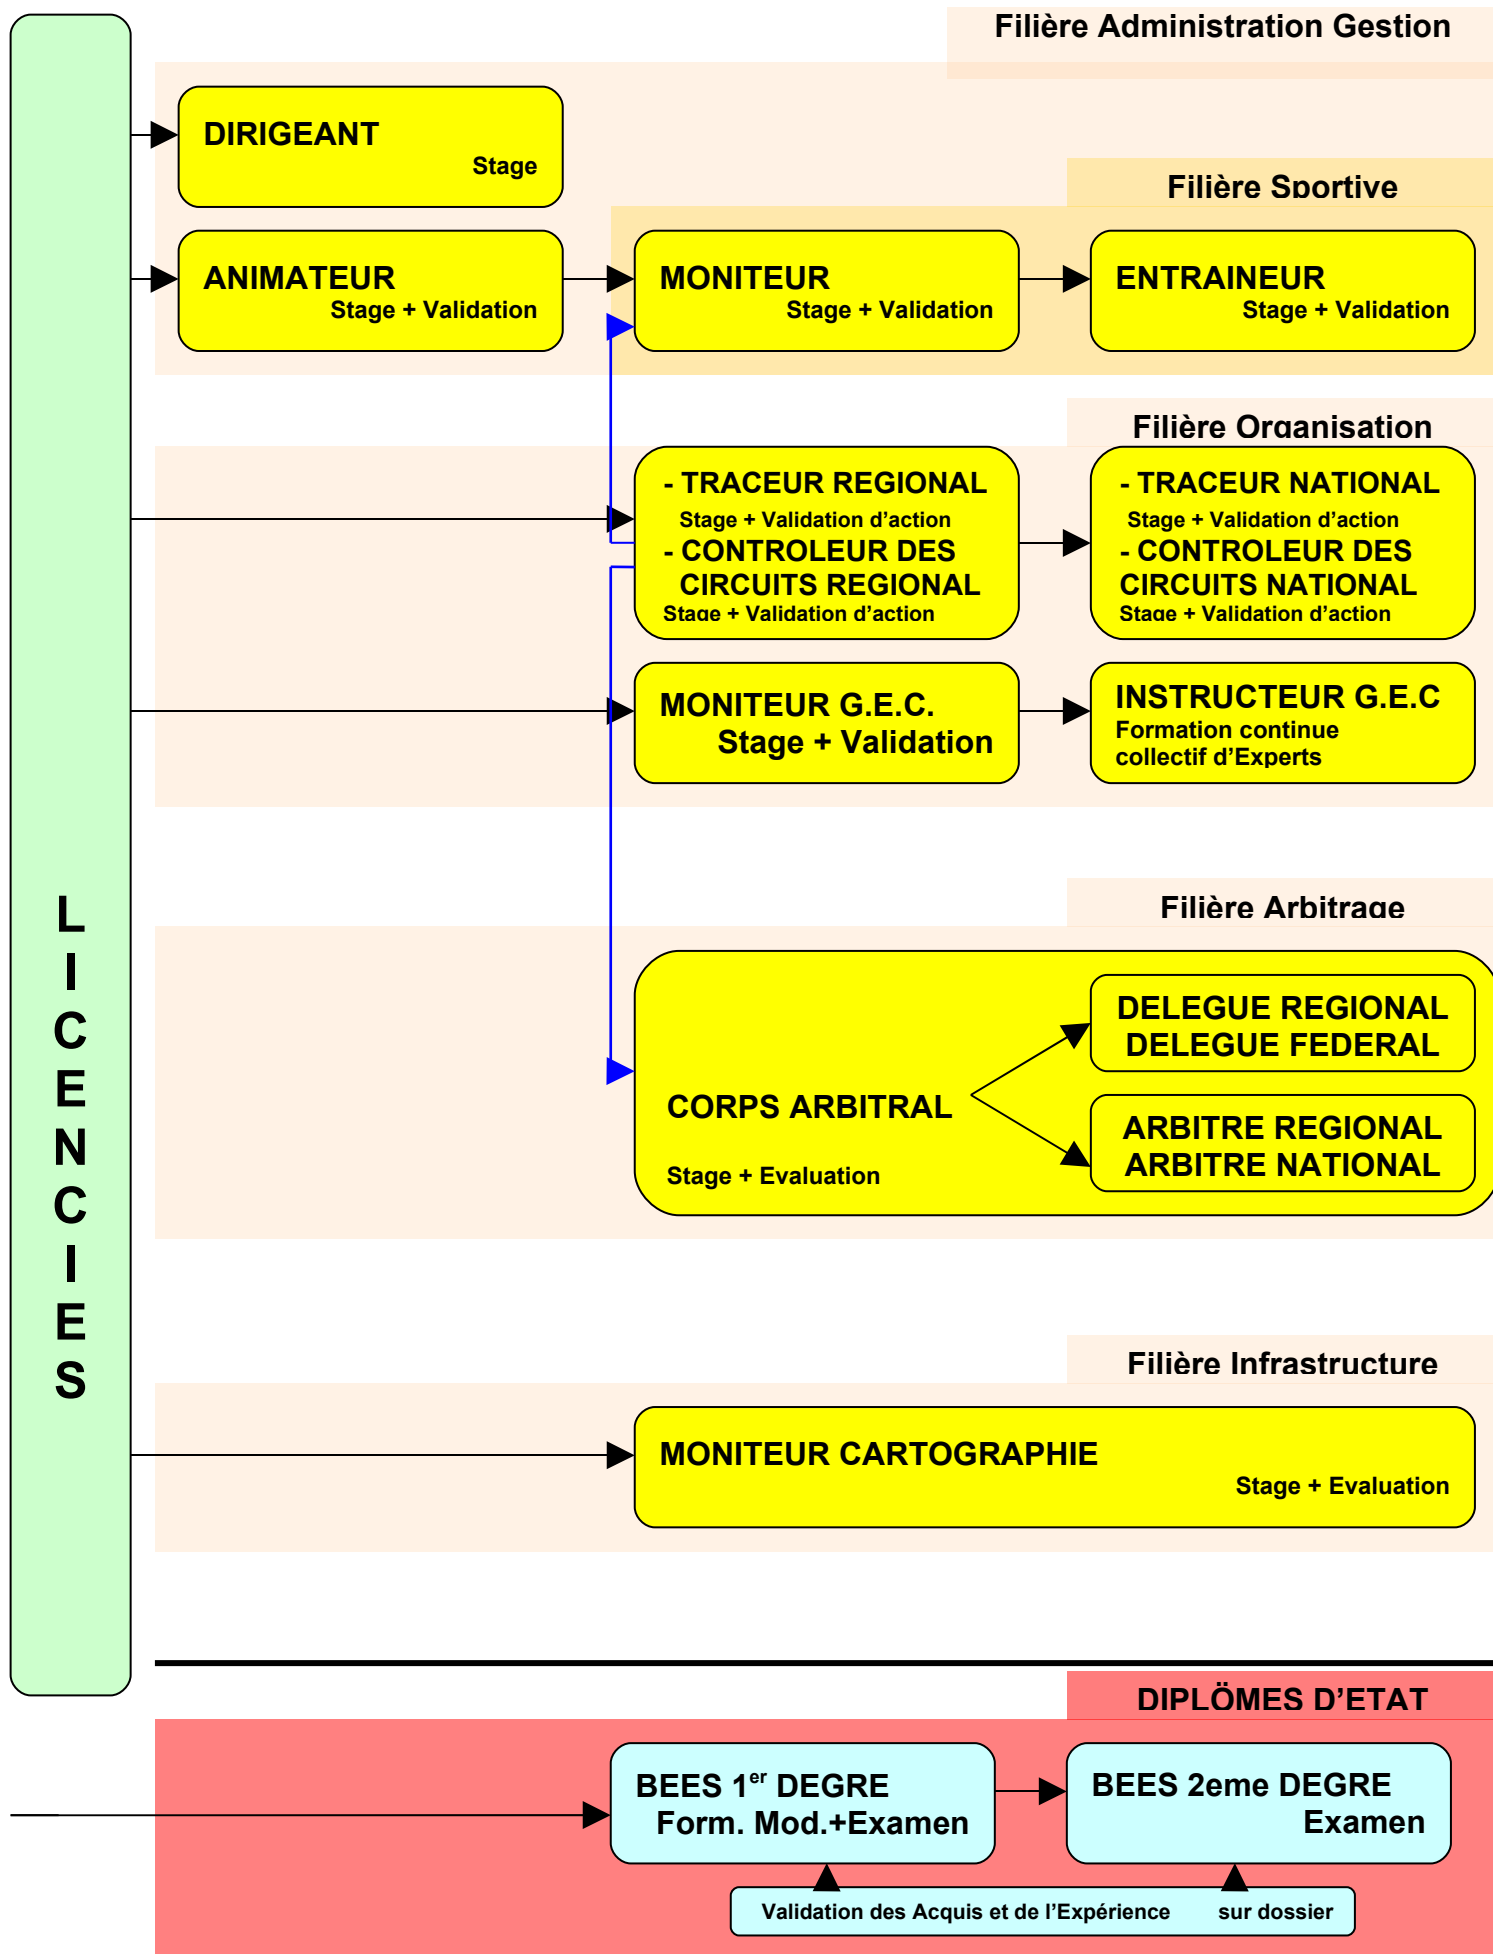 Filière Administration Gestion
DIRIGEANT
Stage
Filière Sportive
ANIMATEUR
Stage + Validation
MONITEUR
Stage + Validation
ENTRAINEUR
Stage + Validation
Filière Organisation
- TRACEUR REGIONAL
Stage + Validation d’action
- CONTROLEUR DES
CIRCUITS REGIONAL
Stage + Validation d’action
- TRACEUR NATIONAL
Stage + Validation d’action
- CONTROLEUR DES
CIRCUITS NATIONAL
Stage + Validation d’action
MONITEUR G.E.C.
Stage + Validation
INSTRUCTEUR G.E.C
Formation continue
collectif d’Experts
L
I
C
E
N
C
I
E
S
Filière Arbitrage
CORPS ARBITRAL
Stage + Evaluation
DELEGUE REGIONAL
DELEGUE FEDERAL
ARBITRE REGIONAL
ARBITRE NATIONAL
Filière Infrastructure
MONITEUR CARTOGRAPHIE
Stage + Evaluation
DIPLÖMES D’ETAT
BEES 1er DEGRE
Form. Mod.+Examen
BEES 2eme DEGRE
Examen
Validation des Acquis et de l’Expérience sur dossier